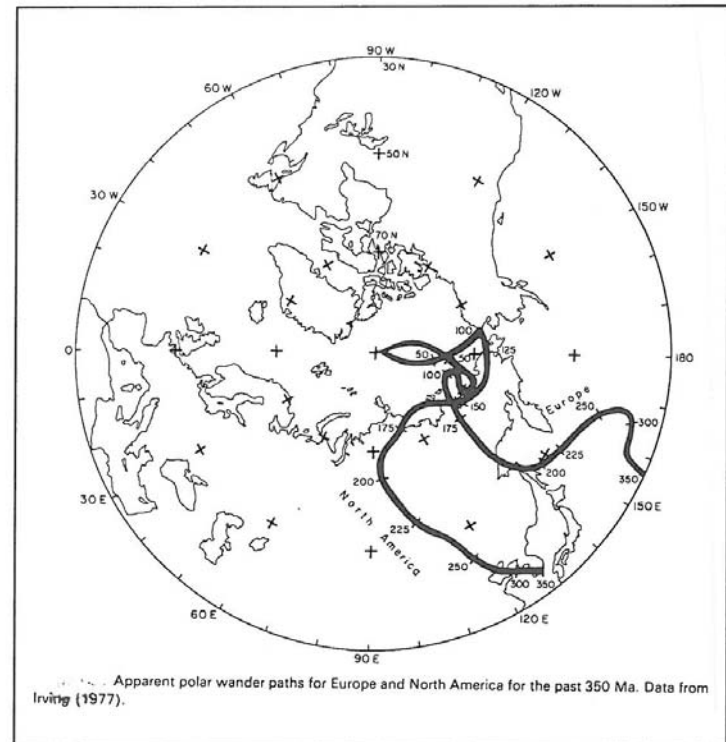 90 W
30 N
60 W
120 W
50 N
30 W
150 W
70 N
100
0
50
50
125
180
100
150
Europe
250
300
175
175
225
200
350
200
150 E
30 E
North America
225
250
300
350
60 E
120 E
90 E
Apparent polar wander paths for Europe and North America for the past 350 Ma. Data from
Irving (1977).